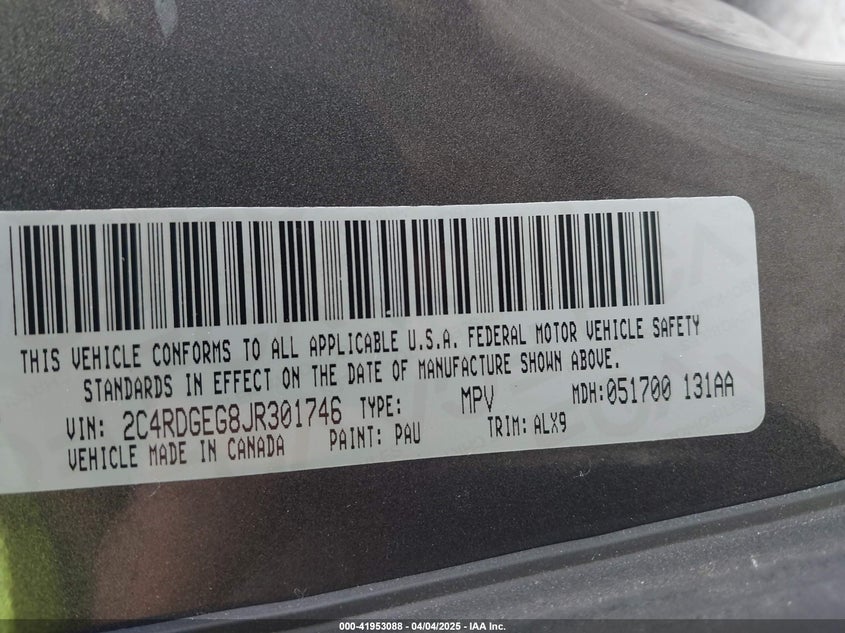 THIS VEHICLE CONFORMS TO ALL APPLICABLE U.S.A. FEDERAL MOTOR VEHICLE SAFETY
STANDARDS IN EFFECT ON THE DATE OF MANUFACTURE SHOWN ABOVE.
VIN: 2C4RDGEG8JR301746 TYPE: MPV MDH: 051700 131AA
VEHICLE MADE IN CANADA PAINT: PAU TRIM: ALX9
000-41953088 - 04/04/2025 - IAA Inc.